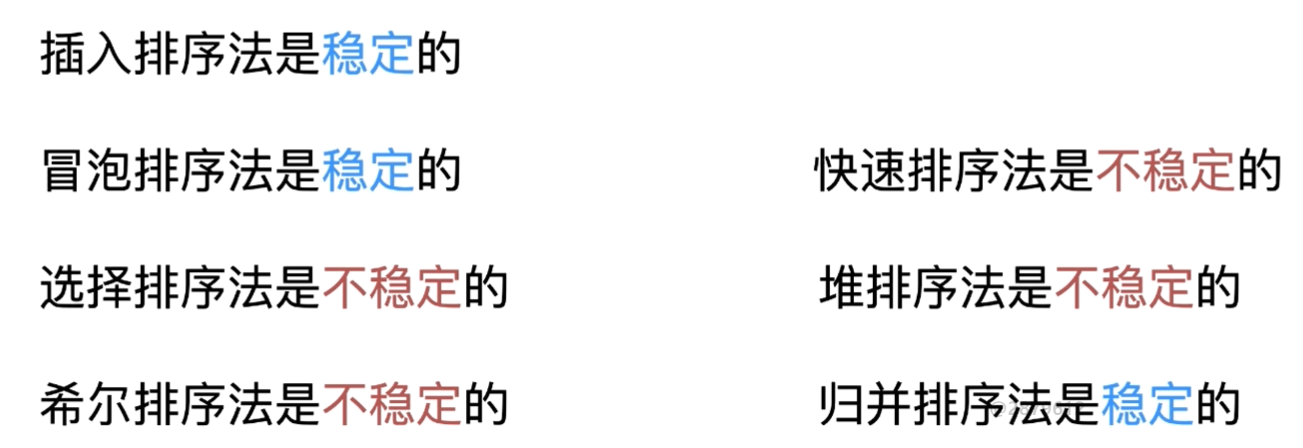 插入排序法是稳定的
冒泡排序法是稳定的
选择排序法是不稳定的
希尔排序法是不稳定的
快速排序法是不稳定的
堆排序法是不稳定的
归并排序法是稳定的